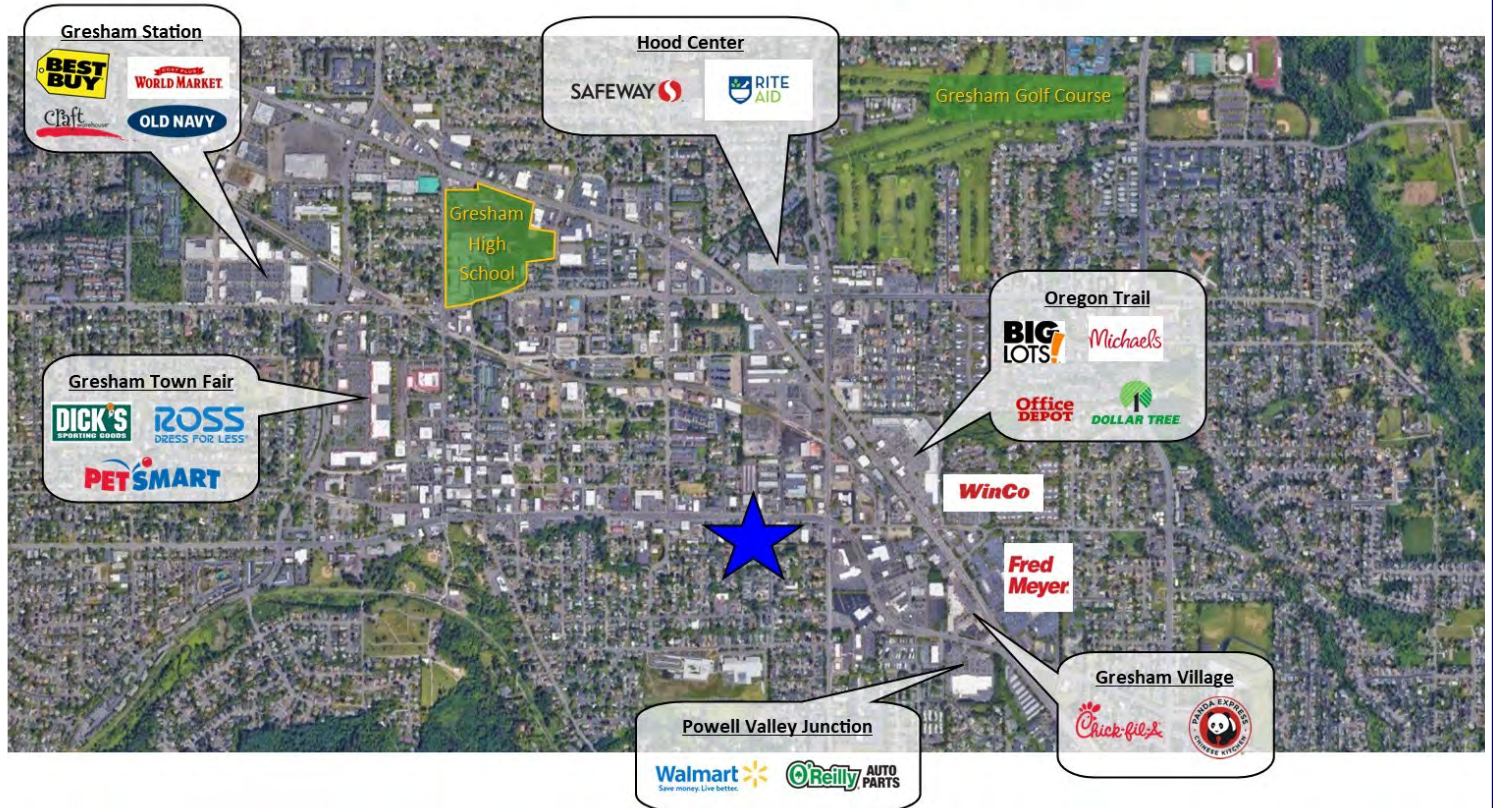 Gresham Station
BEST
BUY
COST PLUS
WORLD MARKET.
Craft
warehouse
OLD NAVY
Hood Center
SAFEWAY
RITE
AID
Gresham Golf Course
Gresham
High
School
Oregon Trail
BIG
LOTS!
Michaels
Office
DEPOT
DOLLAR TREE
Gresham Town Fair
DICK'S
SPORTING GOODS
ROSS
DRESS FOR LESS
PETSMART
WinCo
Fred
Meyer
Gresham Village
Chick-fil-A
PANDA EXPRESS
CHINESE KITCHEN
Powell Valley Junction
Walmart
Save money. Live better.
O'Reilly AUTO
PARTS